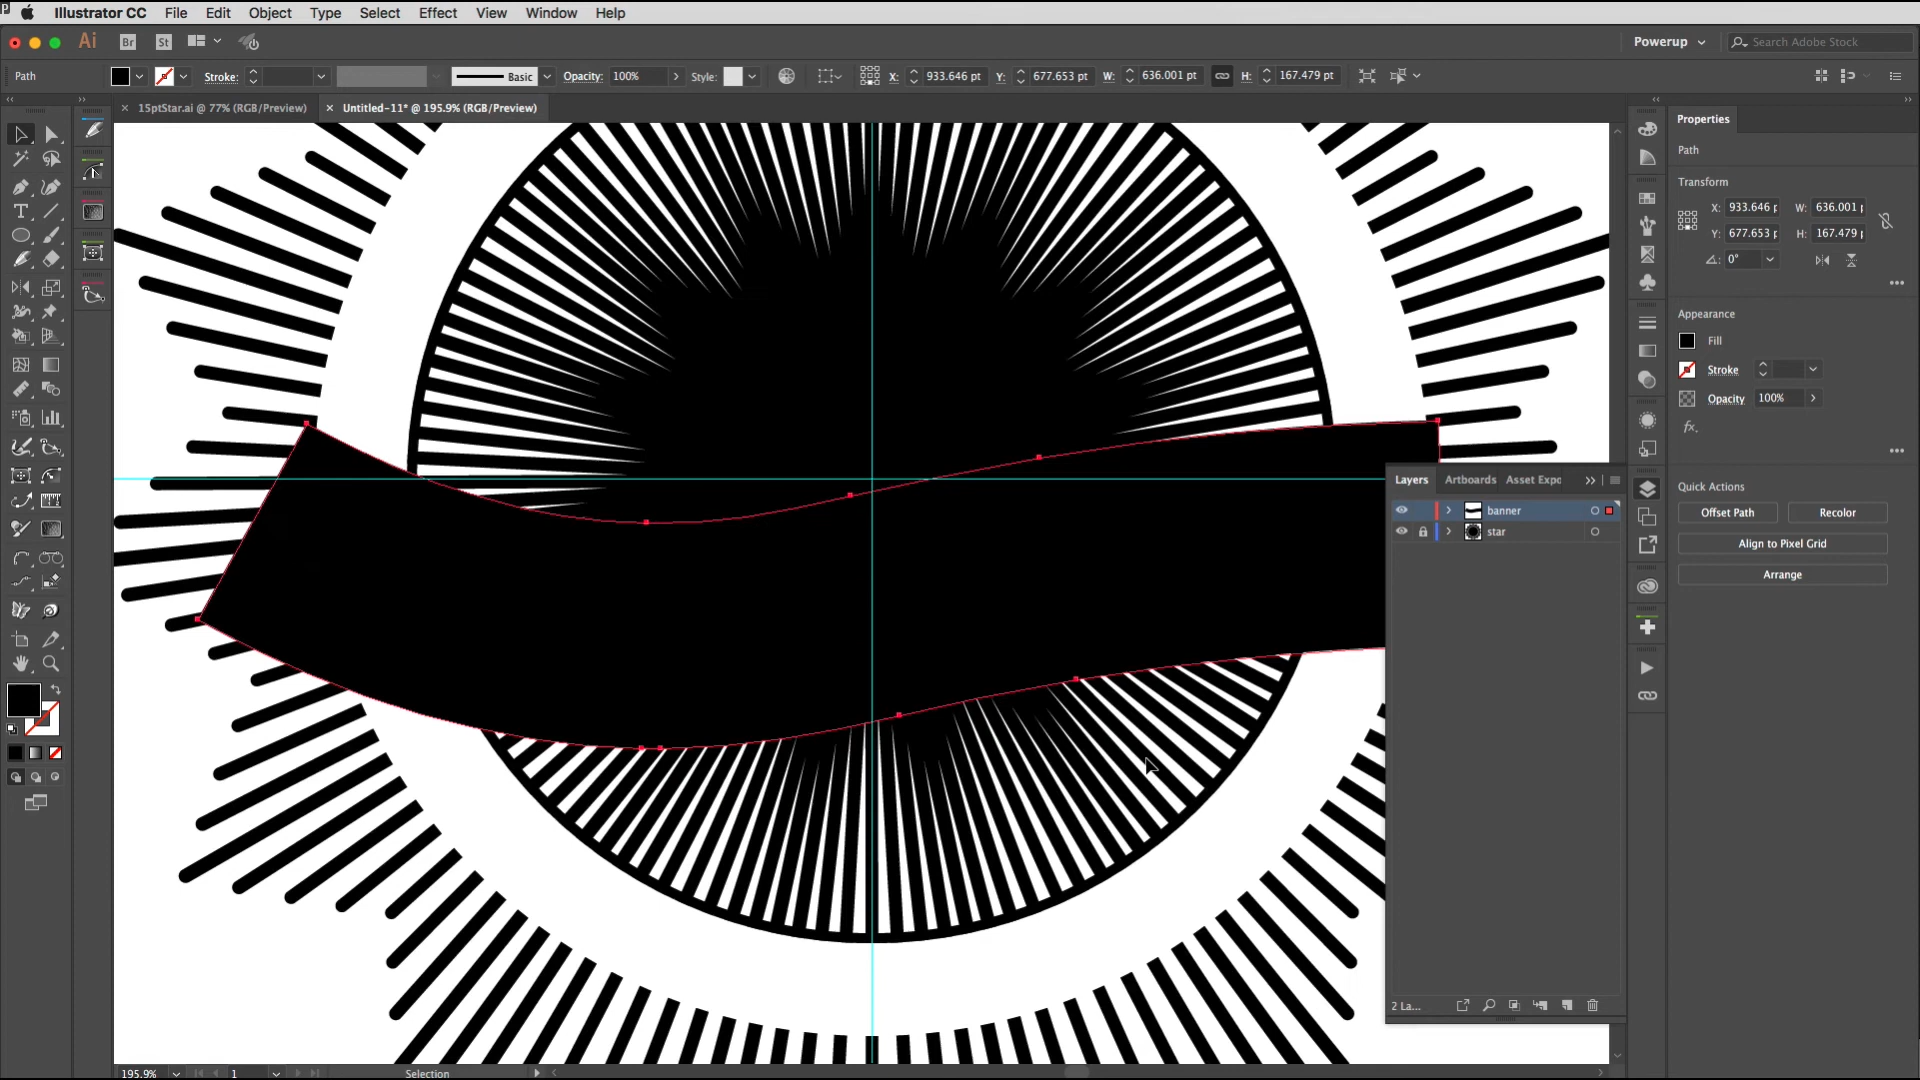 Illustrator CC File Edit Object Type Select Effect View Window Help
Ai Br St Powerup Search Adobe Stock
Path Stroke: Basic Opacity: 100% Style: X: 933.646 pt Y: 677.653 pt W: 636.001 pt H: 167.479 pt
× 15ptStar.ai @ 77% (RGB/Preview) × Untitled-11* @ 195.9% (RGB/Preview)
Properties
Path
Transform
X: 933.646 p W: 636.001 p
Y: 677.653 p H: 167.479 p
0°
Appearance
Fill
Stroke
Opacity 100%
fx.
Quick Actions
Offset Path Recolor
Align to Pixel Grid
Arrange
Layers Artboards Asset Expo
banner
star
2 La...
195.9% 1 Selection